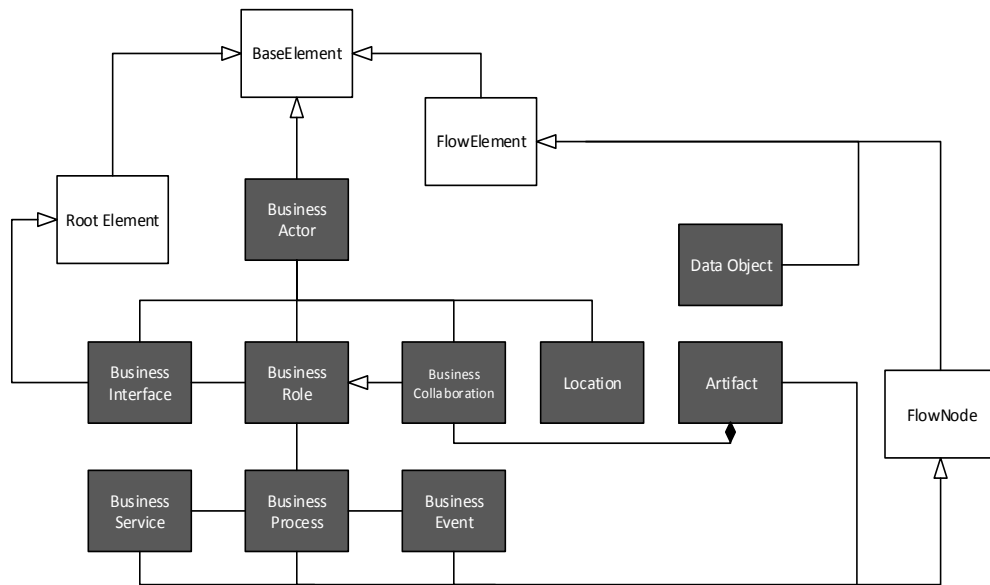 BaseElement
FlowElement
Root Element
Business
Actor
Data Object
Business
Interface
Business
Role
Business
Collaboration
Location
Artifact
FlowNode
Business
Service
Business
Process
Business
Event